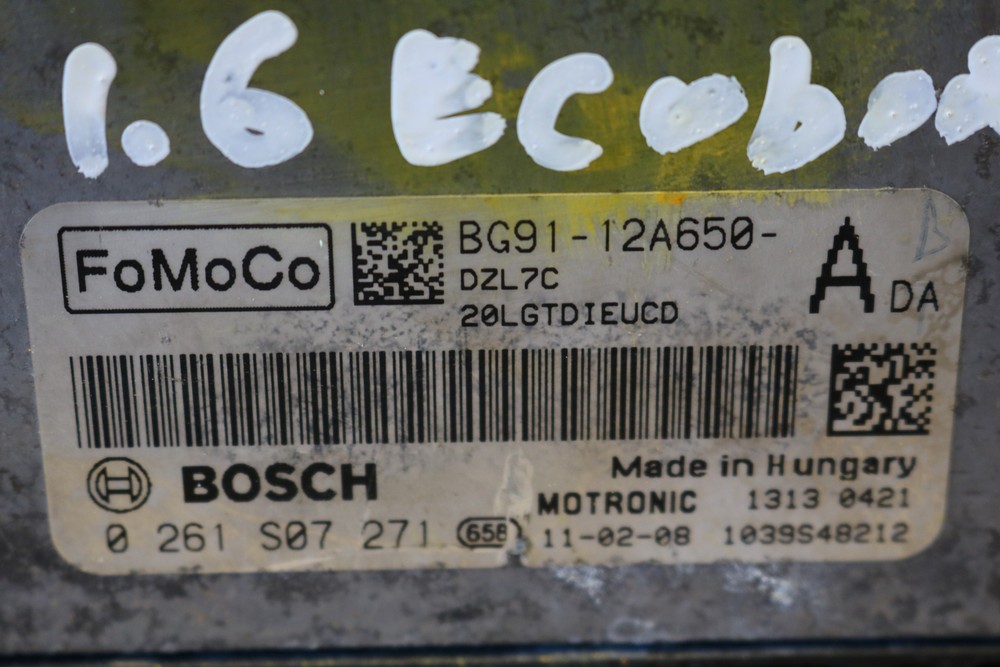 1.6 Ecoboo
FoMoCo
BG91-12A650-
DZL7C
20LGTDIEUCD
A DA
BOSCH
Made in Hungary
MOTRONIC 1313 0421
0 261 S07 271 658 11-02-08 1039S48212